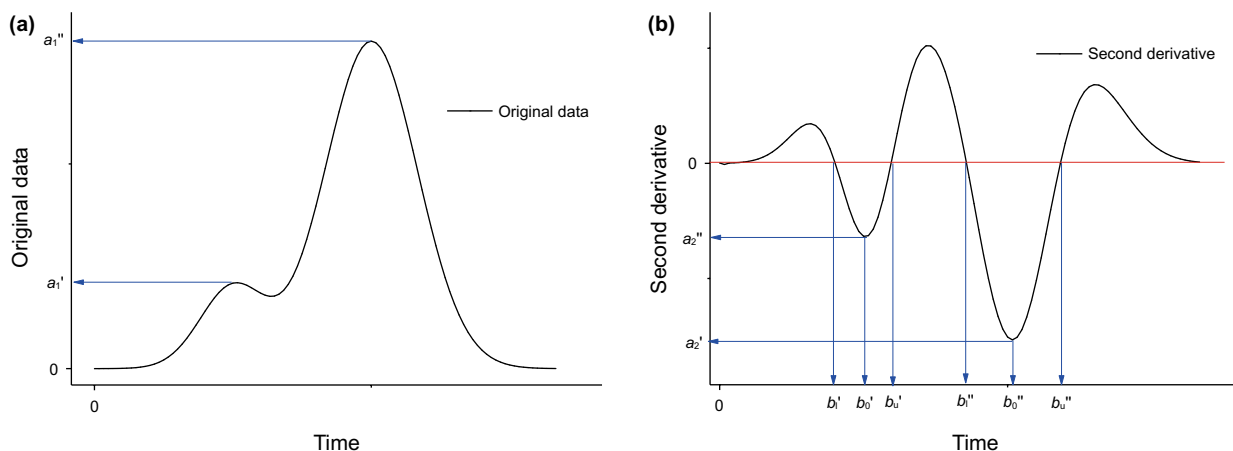 (a)
a₁"
Original data
Original data
a₁'
0
0
Time
(b)
Second derivative
Second derivative
0
a₂"
a₂'
0
bₗ' b₀' bᵤ' bₗ" b₀" bᵤ"
Time